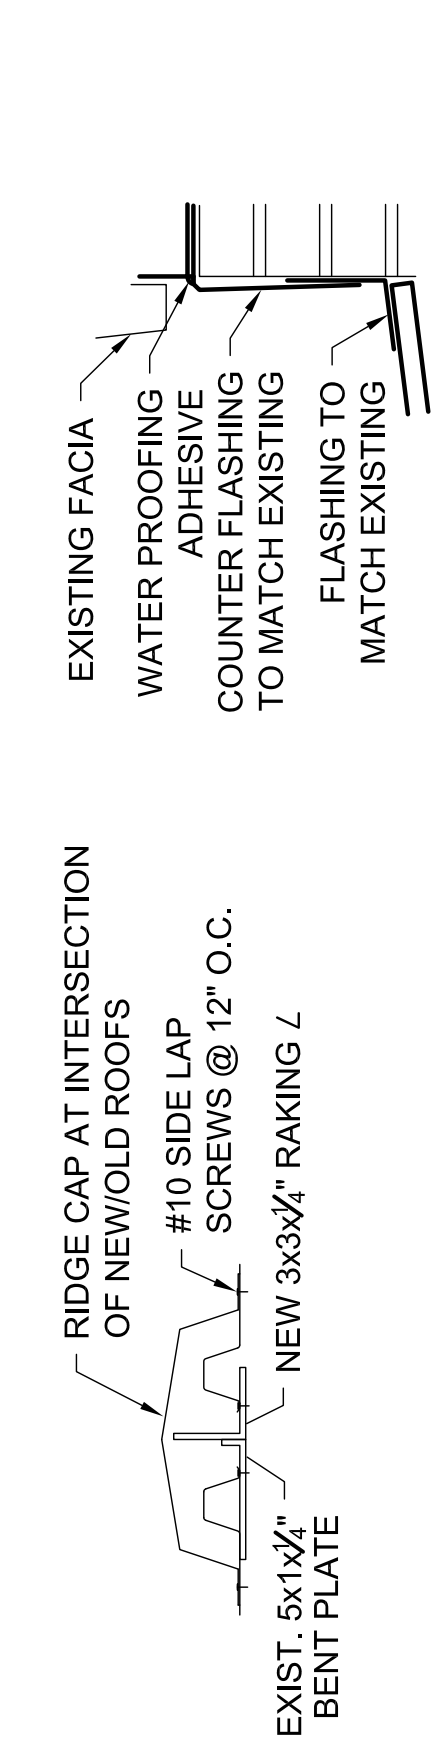 RIDGE CAP AT INTERSECTION
OF NEW/OLD ROOFS
#10 SIDE LAP
SCREWS @ 12" O.C.
NEW 3x3x1/4" RAKING ∠
EXIST. 5x1x1/4"
BENT PLATE
EXISTING FACIA
WATER PROOFING
ADHESIVE
COUNTER FLASHING
TO MATCH EXISTING
FLASHING TO
MATCH EXISTING